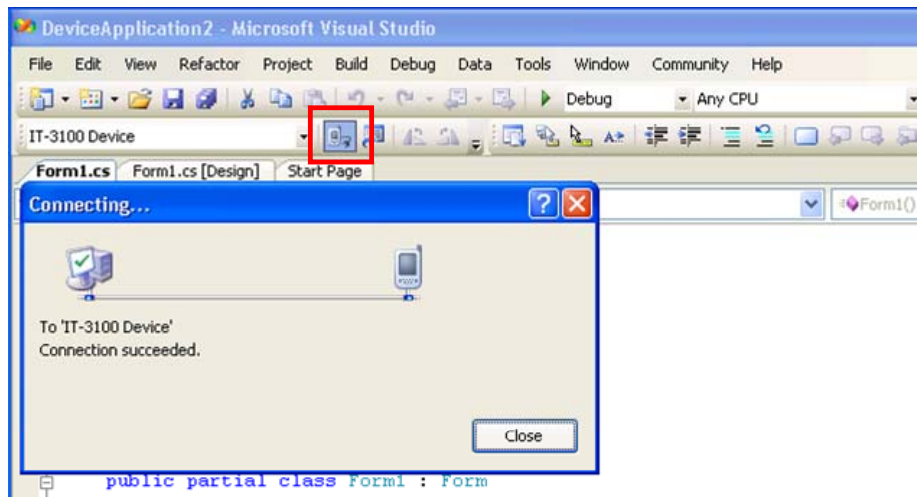 DeviceApplication2 - Microsoft Visual Studio
File Edit View Refactor Project Build Debug Data Tools Window Community Help
Debug Any CPU
IT-3100 Device
Form1.cs Form1.cs [Design] Start Page
Connecting...
Form1()
To 'IT-3100 Device'
Connection succeeded.
Close
public partial class Form1 : Form